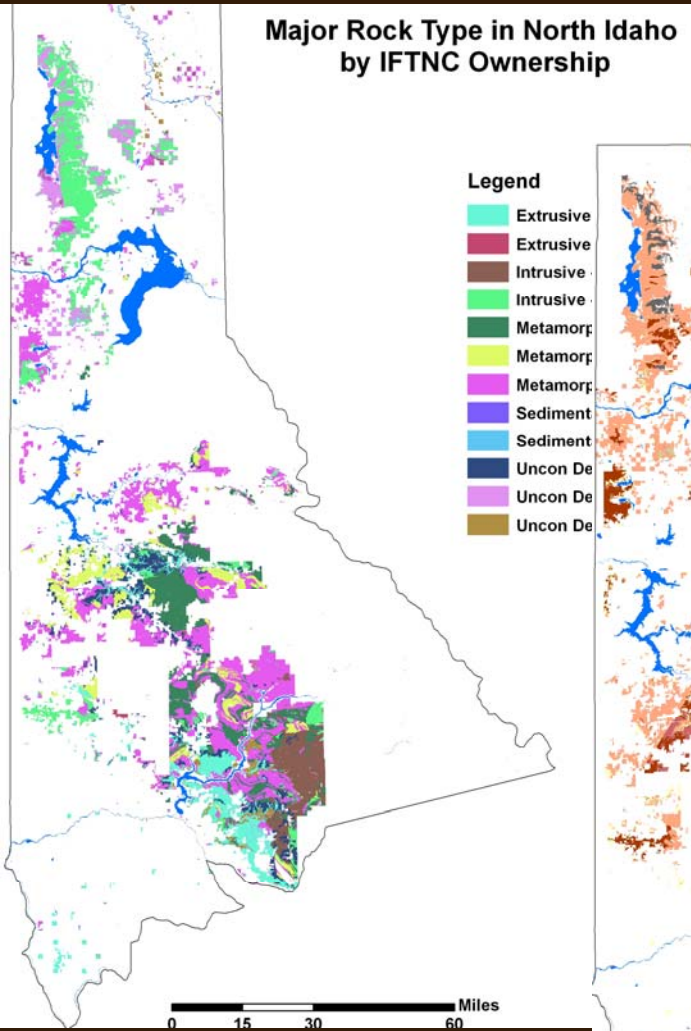 Major Rock Type in North Idaho
by IFTNC Ownership
Legend
Extrusive
Extrusive
Intrusive
Intrusive
Metamorp
Metamorp
Metamorp
Sediment
Sediment
Uncon De
Uncon De
Uncon De
Miles
0 15 30 60